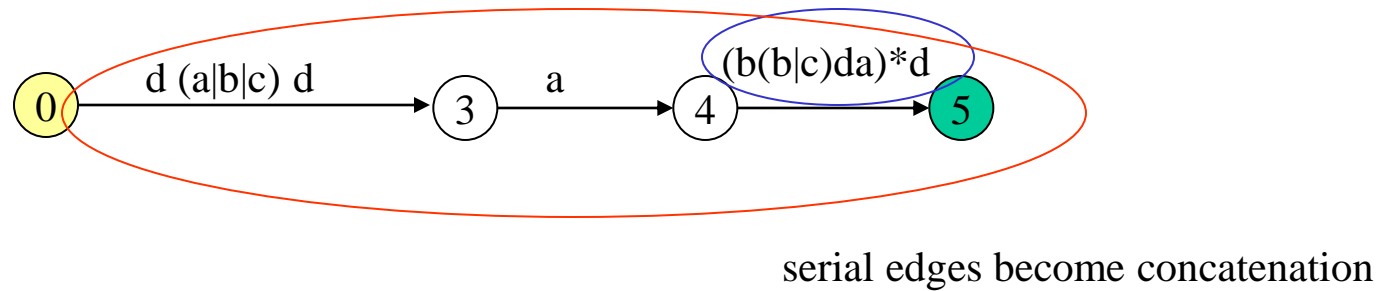 d (a|b|c) d a (b(b|c)da)*d
0 3 4 5
serial edges become concatenation